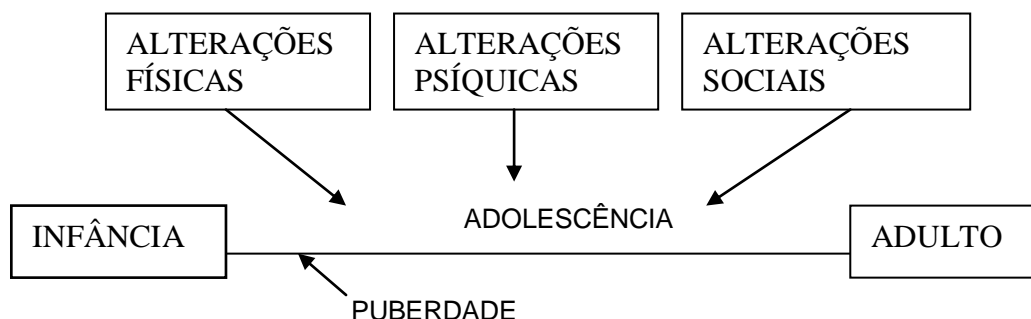 ALTERAÇÕES
FÍSICAS
ALTERAÇÕES
PSÍQUICAS
ALTERAÇÕES
SOCIAIS
ADOLESCÊNCIA
INFÂNCIA
ADULTO
PUBERDADE